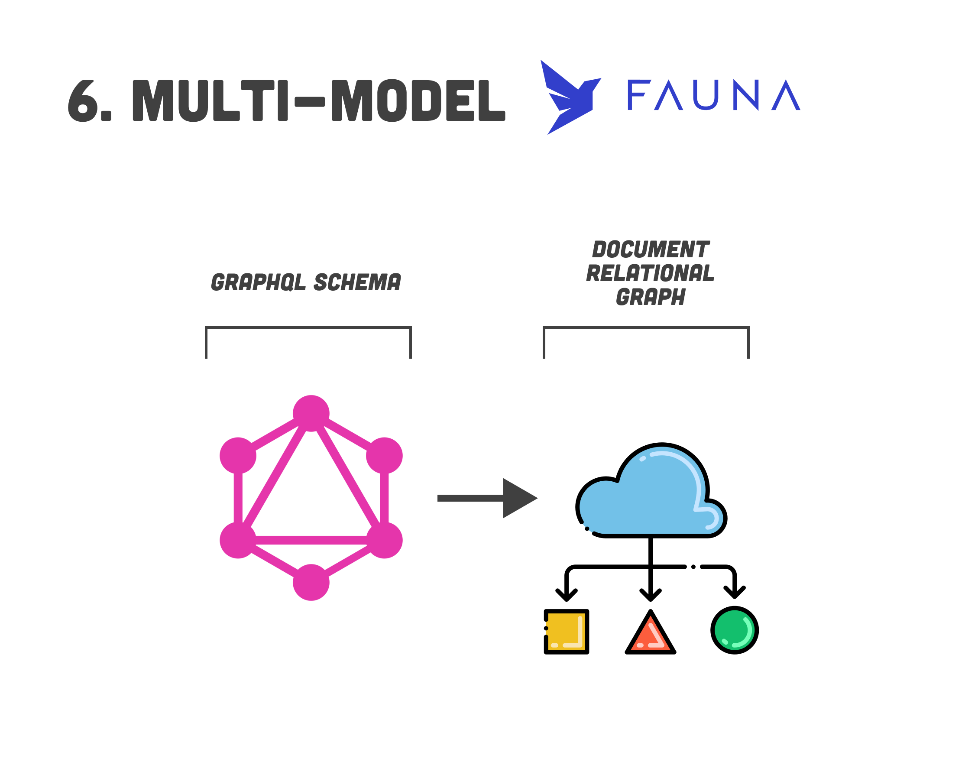 6. MULTI-MODEL FAUNA
GRAPHQL SCHEMA
DOCUMENT
RELATIONAL
GRAPH